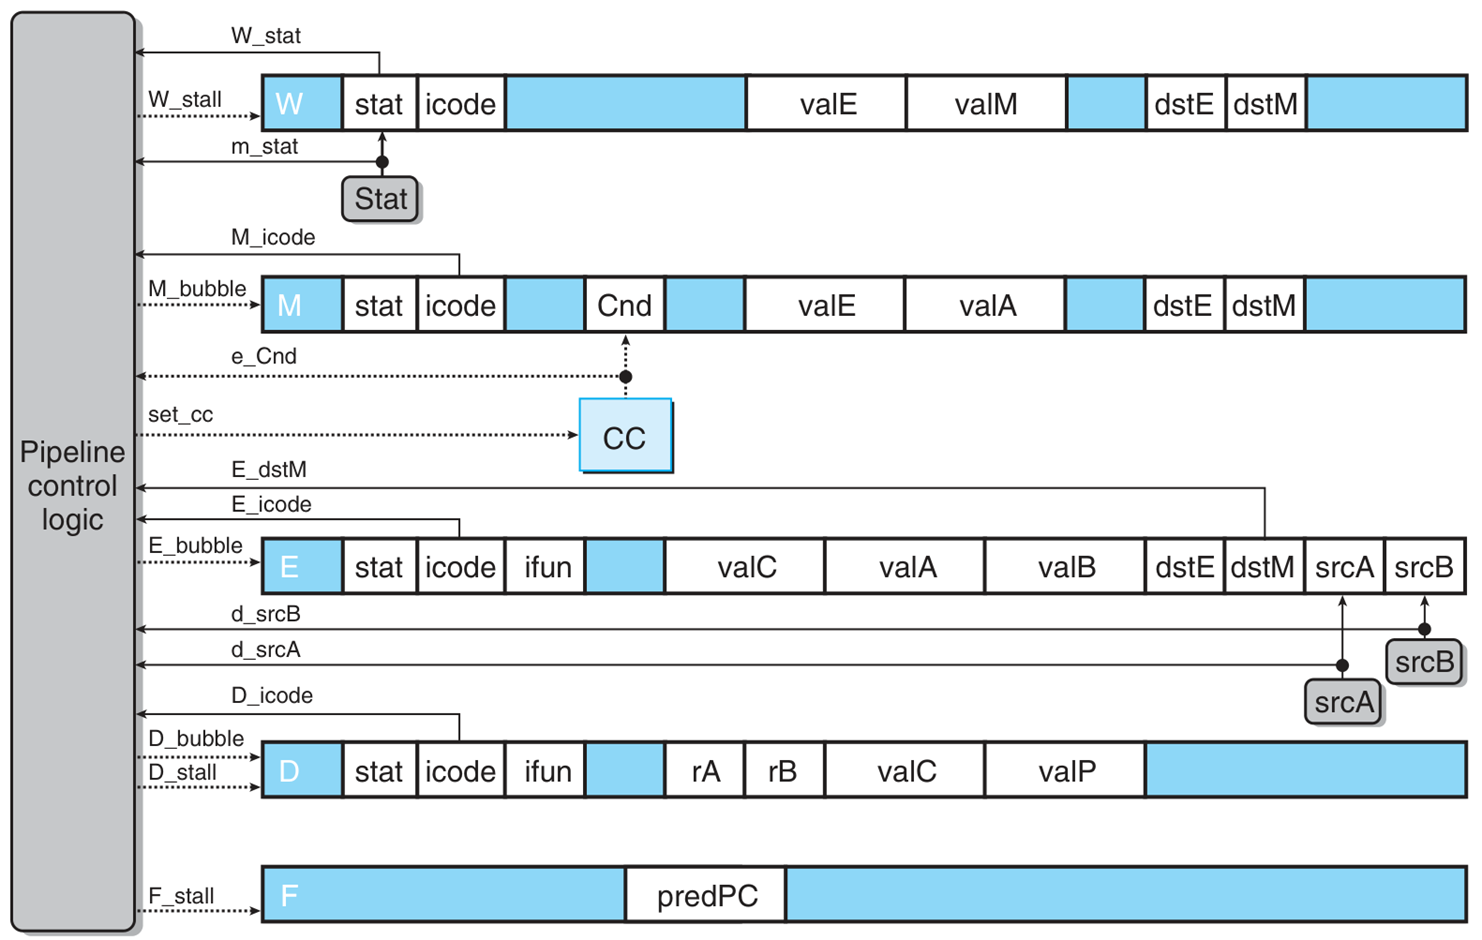 W_stat
W_stall
W stat icode valE valM dstE dstM
m_stat
Stat
M_icode
M_bubble
M stat icode Cnd valE valA dstE dstM
e_Cnd
set_cc
CC
Pipeline
control
logic
E_dstM
E_icode
E_bubble
E stat icode ifun valC valA valB dstE dstM srcA srcB
d_srcB
d_srcA
srcB
srcA
D_icode
D_bubble
D_stall
D stat icode ifun rA rB valC valP
F_stall
F predPC